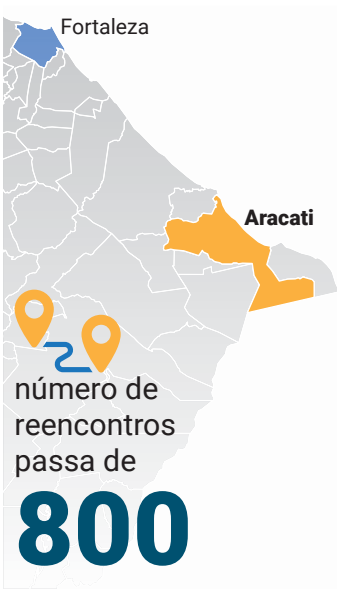 Fortaleza
Aracati
número de
reencontros
passa de
800